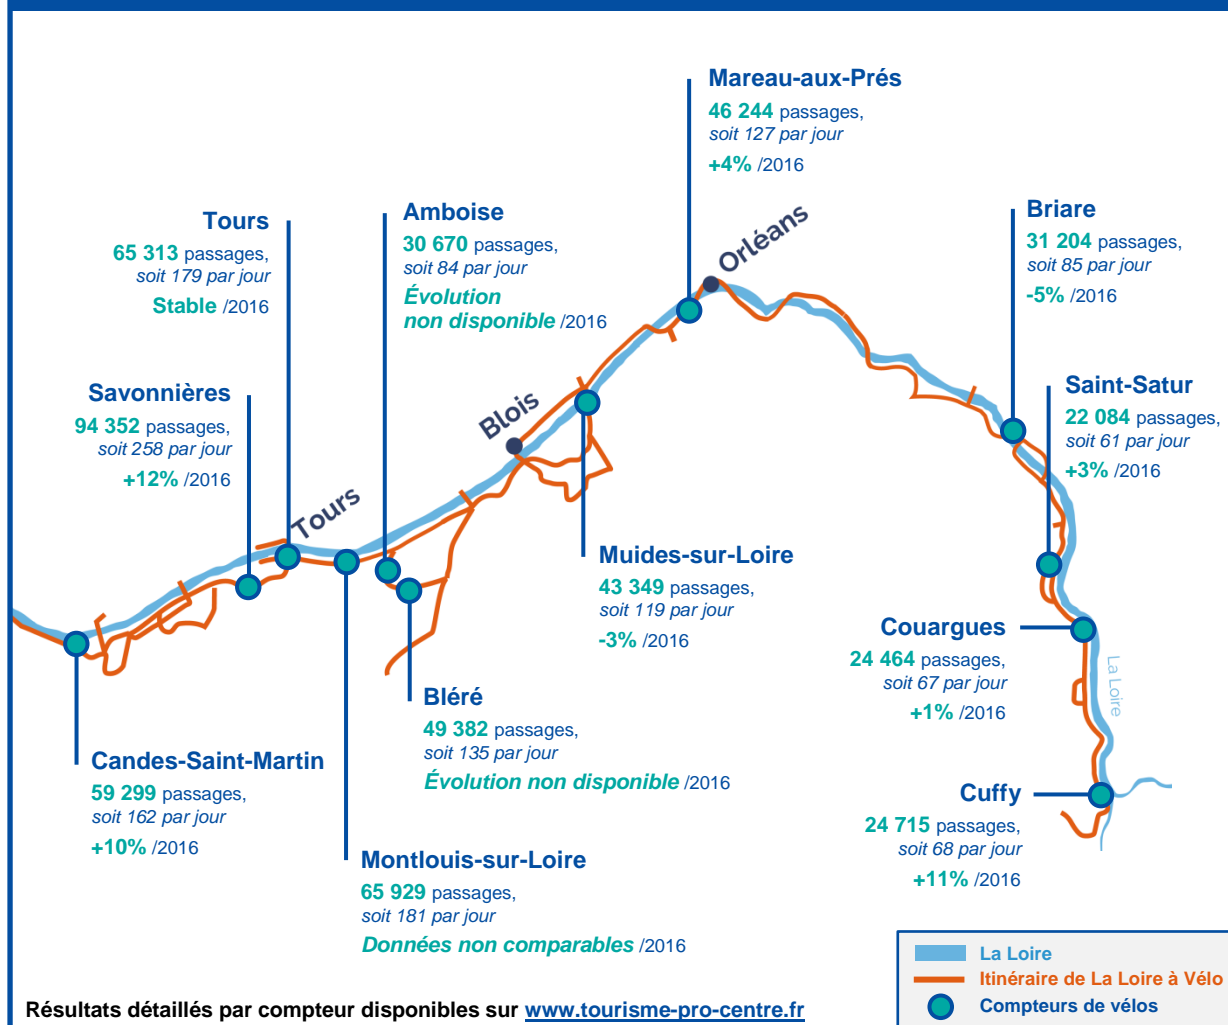 Mareau-aux-Prés
46 244 passages,
soit 127 par jour
+4% /2016
Orléans
Briare
31 204 passages,
soit 85 par jour
-5% /2016
Amboise
30 670 passages,
soit 84 par jour
Évolution
non disponible /2016
Tours
65 313 passages,
soit 179 par jour
Stable /2016
Savonnières
94 352 passages,
soit 258 par jour
+12% /2016
Blois
Tours
Saint-Satur
22 084 passages,
soit 61 par jour
+3% /2016
Muides-sur-Loire
43 349 passages,
soit 119 par jour
-3% /2016
Couargues
24 464 passages,
soit 67 par jour
+1% /2016
La Loire
Bléré
49 382 passages,
soit 135 par jour
Évolution non disponible /2016
Candes-Saint-Martin
59 299 passages,
soit 162 par jour
+10% /2016
Cuffy
24 715 passages,
soit 68 par jour
+11% /2016
Montlouis-sur-Loire
65 929 passages,
soit 181 par jour
Données non comparables /2016
La Loire
Itinéraire de La Loire à Vélo
Compteurs de vélos
Résultats détaillés par compteur disponibles sur www.tourisme-pro-centre.fr